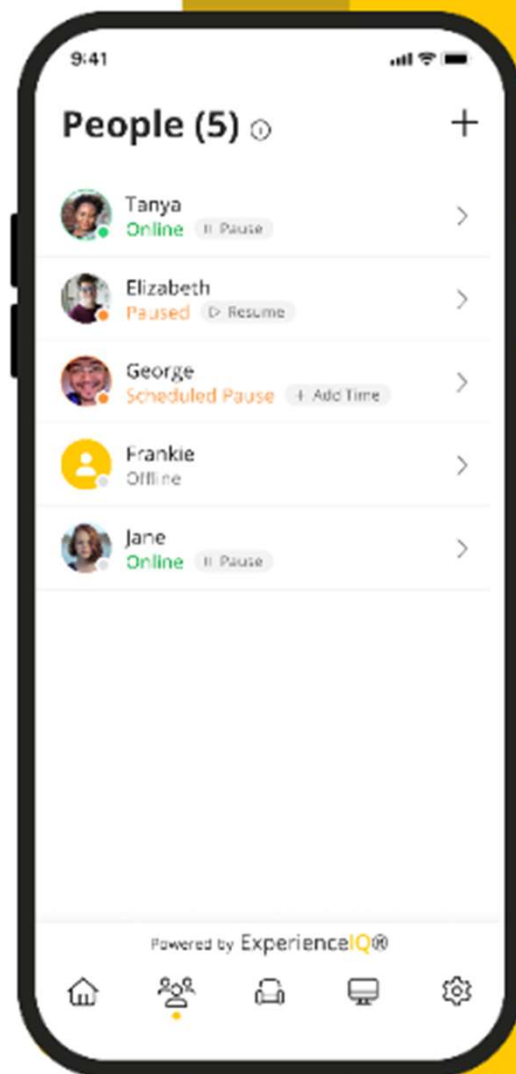 9:41
People (5)
Tanya
Online Pause
Elizabeth
Paused Resume
George
Scheduled Pause + Add Time
Frankie
Offline
Jane
Online Pause
Powered by ExperienceIQ®